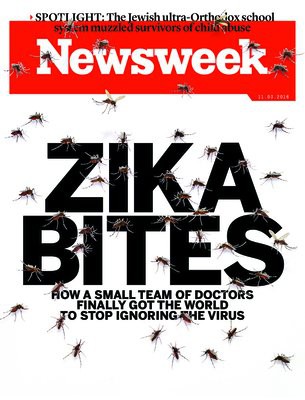 SPOTLIGHT: The Jewish ultra-Orthodox school
system muzzled survivors of child abuse
Newsweek
11.03.2016
ZIKA
BITES
HOW A SMALL TEAM OF DOCTORS
FINALLY GOT THE WORLD
TO STOP IGNORING THE VIRUS